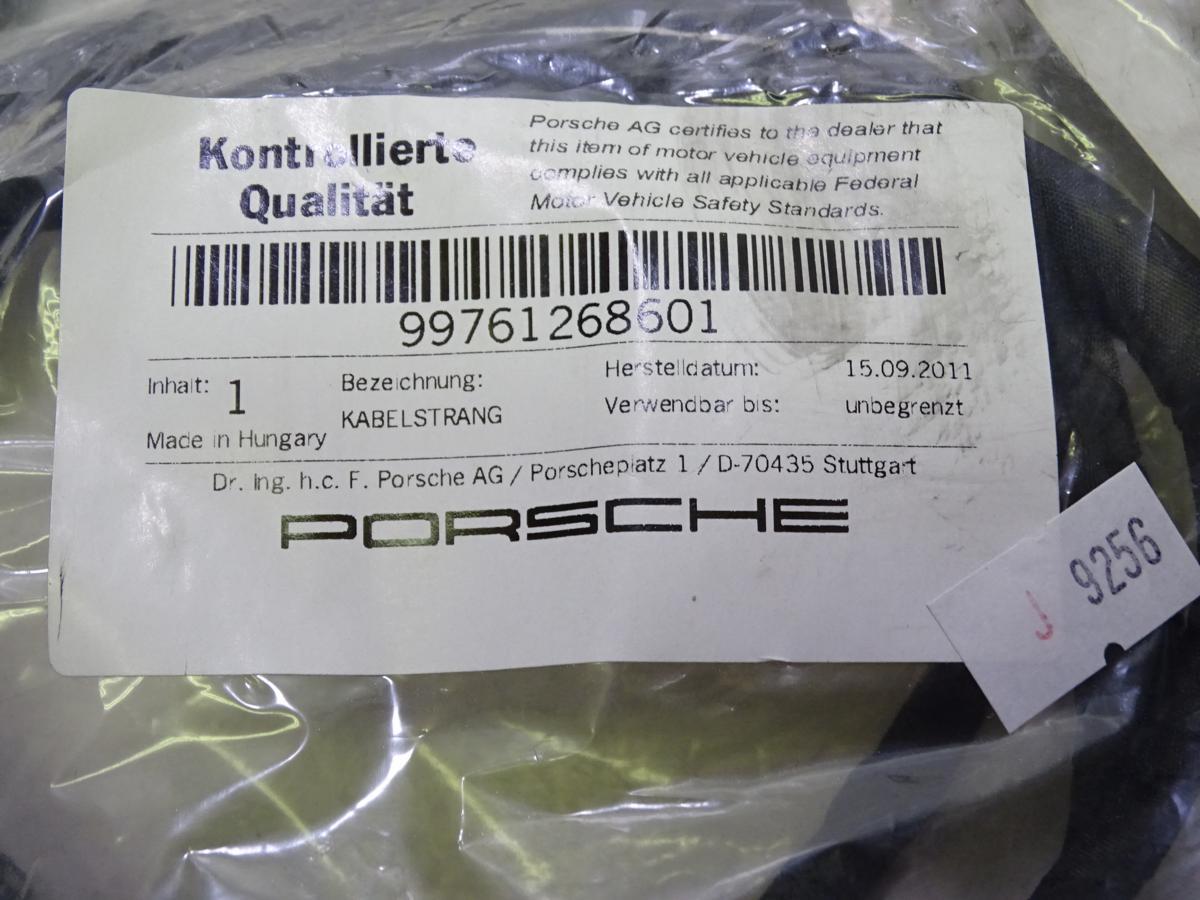 Kontrollierte
Qualität
Porsche AG certifies to the dealer that
this item of motor vehicle equipment
complies with all applicable Federal
Motor Vehicle Safety Standards.
99761268601
Inhalt: 1
Bezeichnung:
KABELSTRANG
Herstelldatum: 15.09.2011
Verwendbar bis: unbegrenzt
Made in Hungary
Dr. Ing. h.c. F. Porsche AG / Porscheplatz 1 / D-70435 Stuttgart
PORSCHE
J 9256